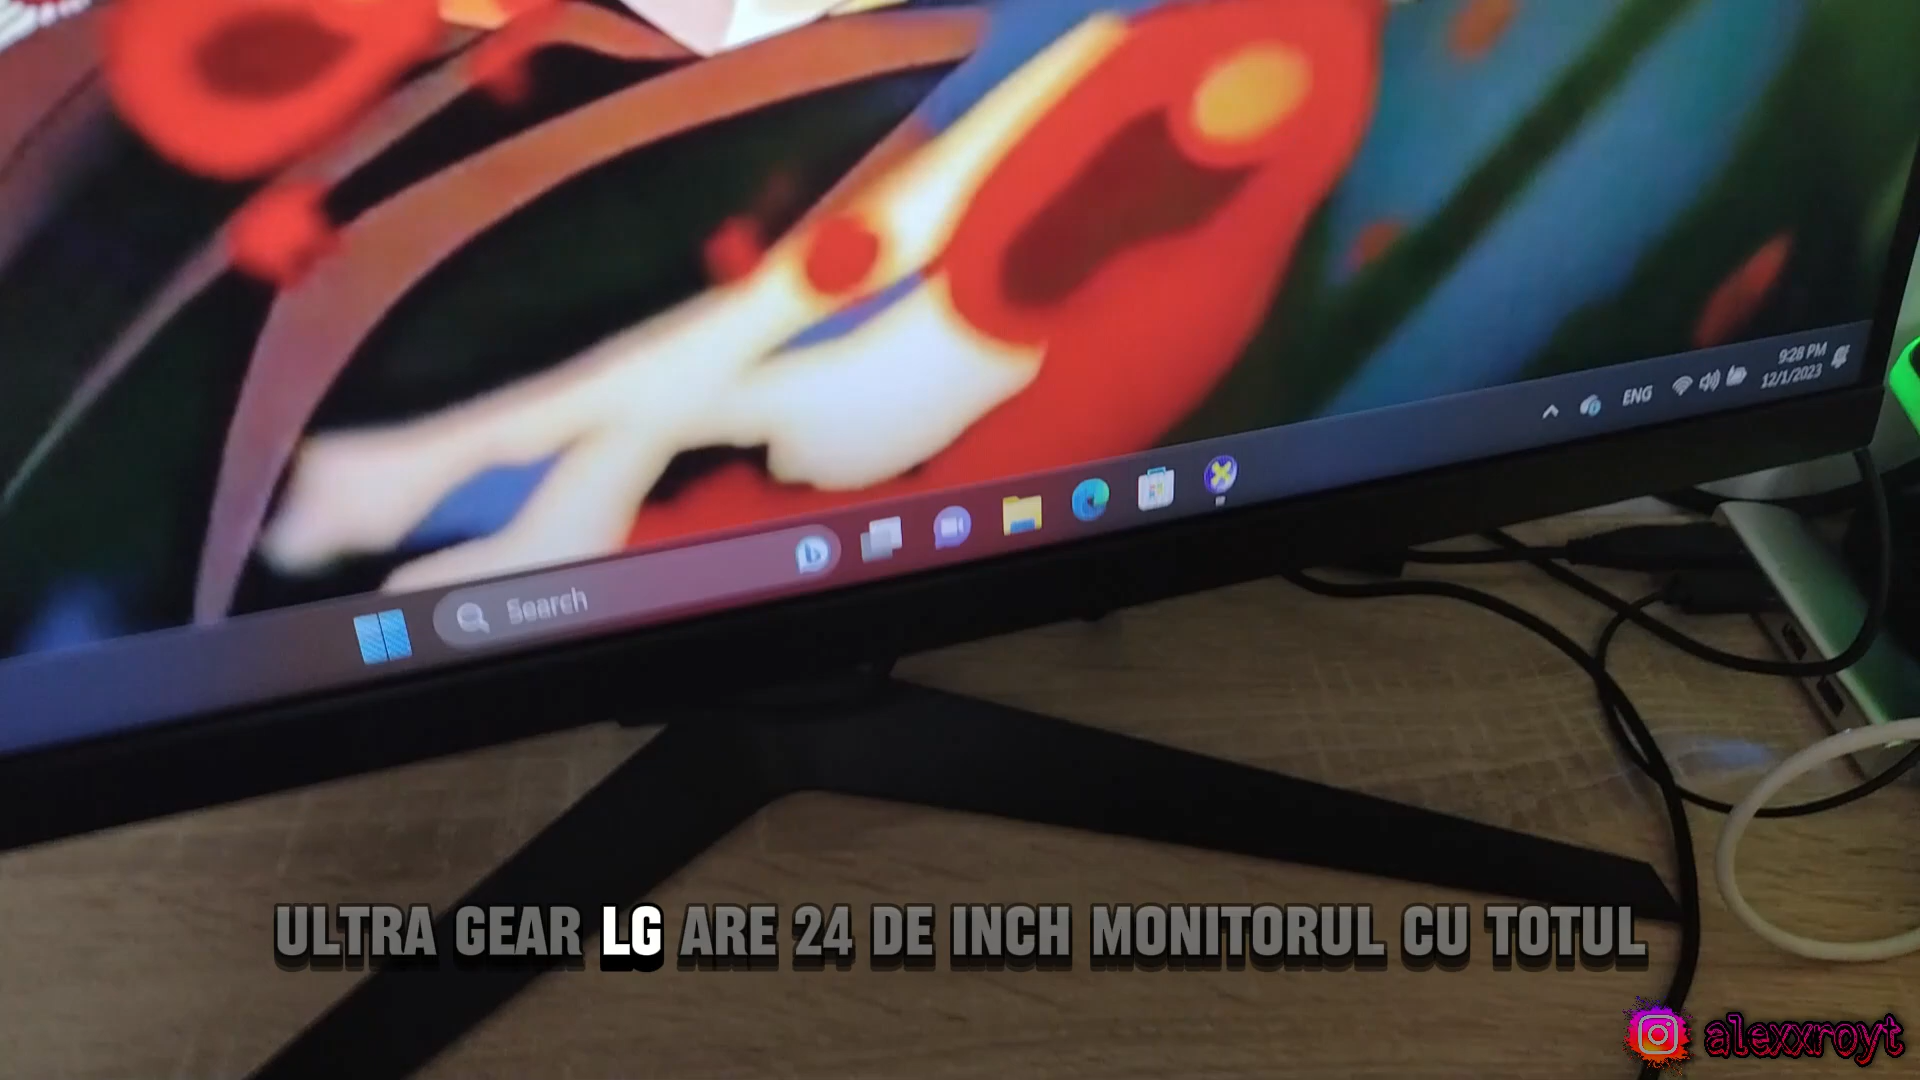 9:28 PM
ENG
12/1/2023
Search
ULTRA GEAR LG ARE 24 DE INCH MONITORUL CU TOTUL
alexxroyt